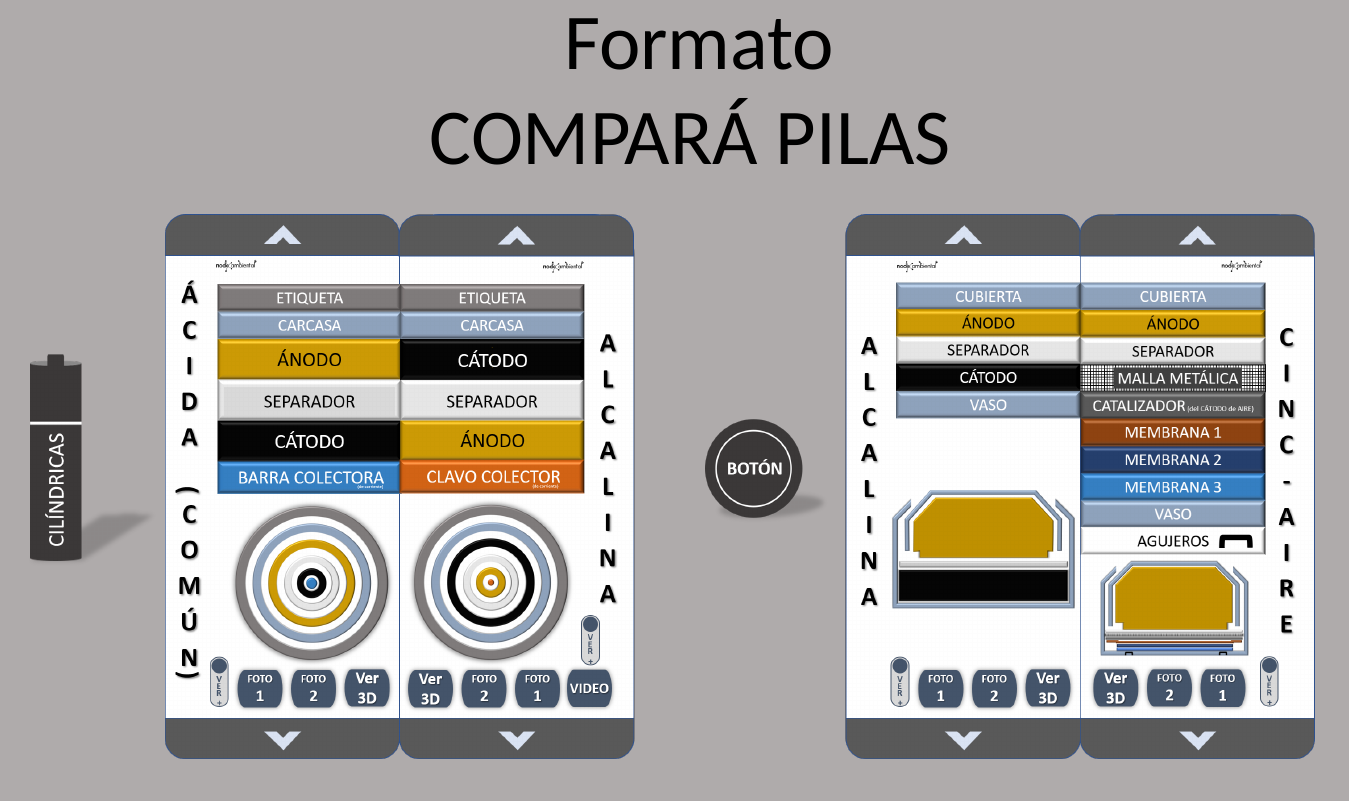 Formato
COMPARÁ PILAS
CILÍNDRICAS
nodo ambiental
nodo ambiental
ÁCIDA (COMÚN)
ETIQUETA
CARCASA
ÁNODO
SEPARADOR
CÁTODO
BARRA COLECTORA
(de corriente)
ETIQUETA
CARCASA
CÁTODO
SEPARADOR
ÁNODO
CLAVO COLECTOR
(de corriente)
ALCALINA
VER +
FOTO
1
FOTO
2
Ver
3D
Ver
3D
FOTO
2
FOTO
1
VIDEO
VER +
BOTÓN
nodo ambiental
nodo ambiental
ALCALINA
CUBIERTA
ÁNODO
SEPARADOR
CÁTODO
VASO
CUBIERTA
ÁNODO
SEPARADOR
MALLA METÁLICA
CATALIZADOR (del CÁTODO de AIRE)
MEMBRANA 1
MEMBRANA 2
MEMBRANA 3
VASO
AGUJEROS
CINC-AIRE
VER +
FOTO
1
FOTO
2
Ver
3D
Ver
3D
FOTO
2
FOTO
1
VER +